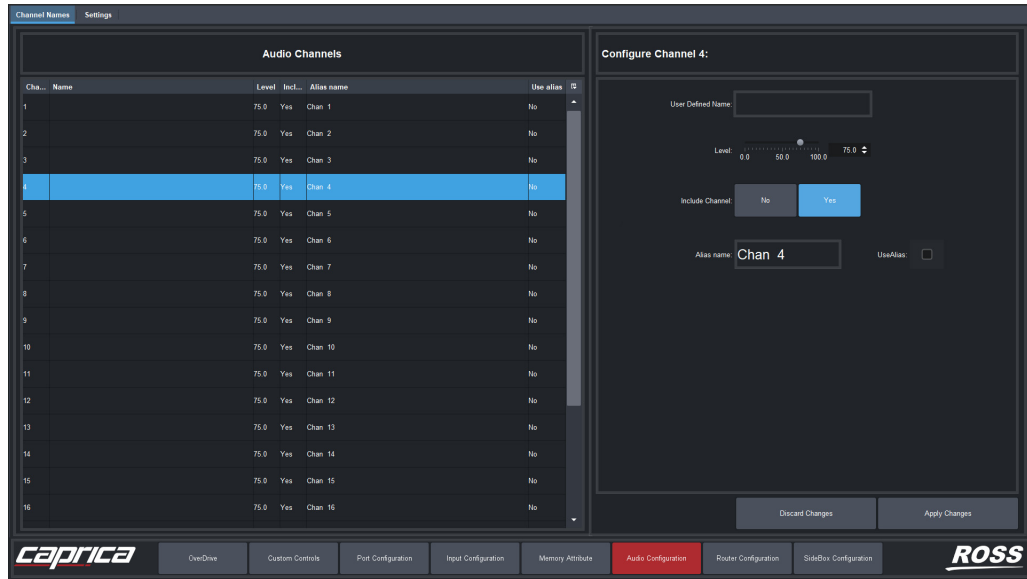 Channel Names Settings
Audio Channels
Cha... Name Level Incl... Alias name Use alias
1 75.0 Yes Chan 1 No
2 75.0 Yes Chan 2 No
3 75.0 Yes Chan 3 No
4 75.0 Yes Chan 4 No
5 75.0 Yes Chan 5 No
6 75.0 Yes Chan 6 No
7 75.0 Yes Chan 7 No
8 75.0 Yes Chan 8 No
9 75.0 Yes Chan 9 No
10 75.0 Yes Chan 10 No
11 75.0 Yes Chan 11 No
12 75.0 Yes Chan 12 No
13 75.0 Yes Chan 13 No
14 75.0 Yes Chan 14 No
15 75.0 Yes Chan 15 No
16 75.0 Yes Chan 16 No
Configure Channel 4:
User Defined Name:
Level: 75.0
0.0 50.0 100.0
Include Channel: No Yes
Alias name: Chan 4 UseAlias:
Discard Changes Apply Changes
caprica OverDrive Custom Controls Port Configuration Input Configuration Memory Attribute Audio Configuration Router Configuration SideBox Configuration ROSS